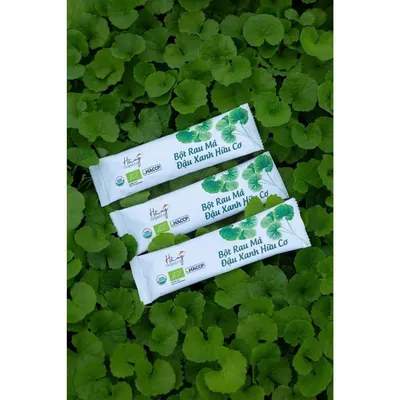 Bột Rau Má
Đậu Xanh Hữu Cơ
HACCP
Bột Rau Má
Đậu Xanh Hữu Cơ
HACCP
Bột Rau Má
Đậu Xanh Hữu Cơ
HACCP